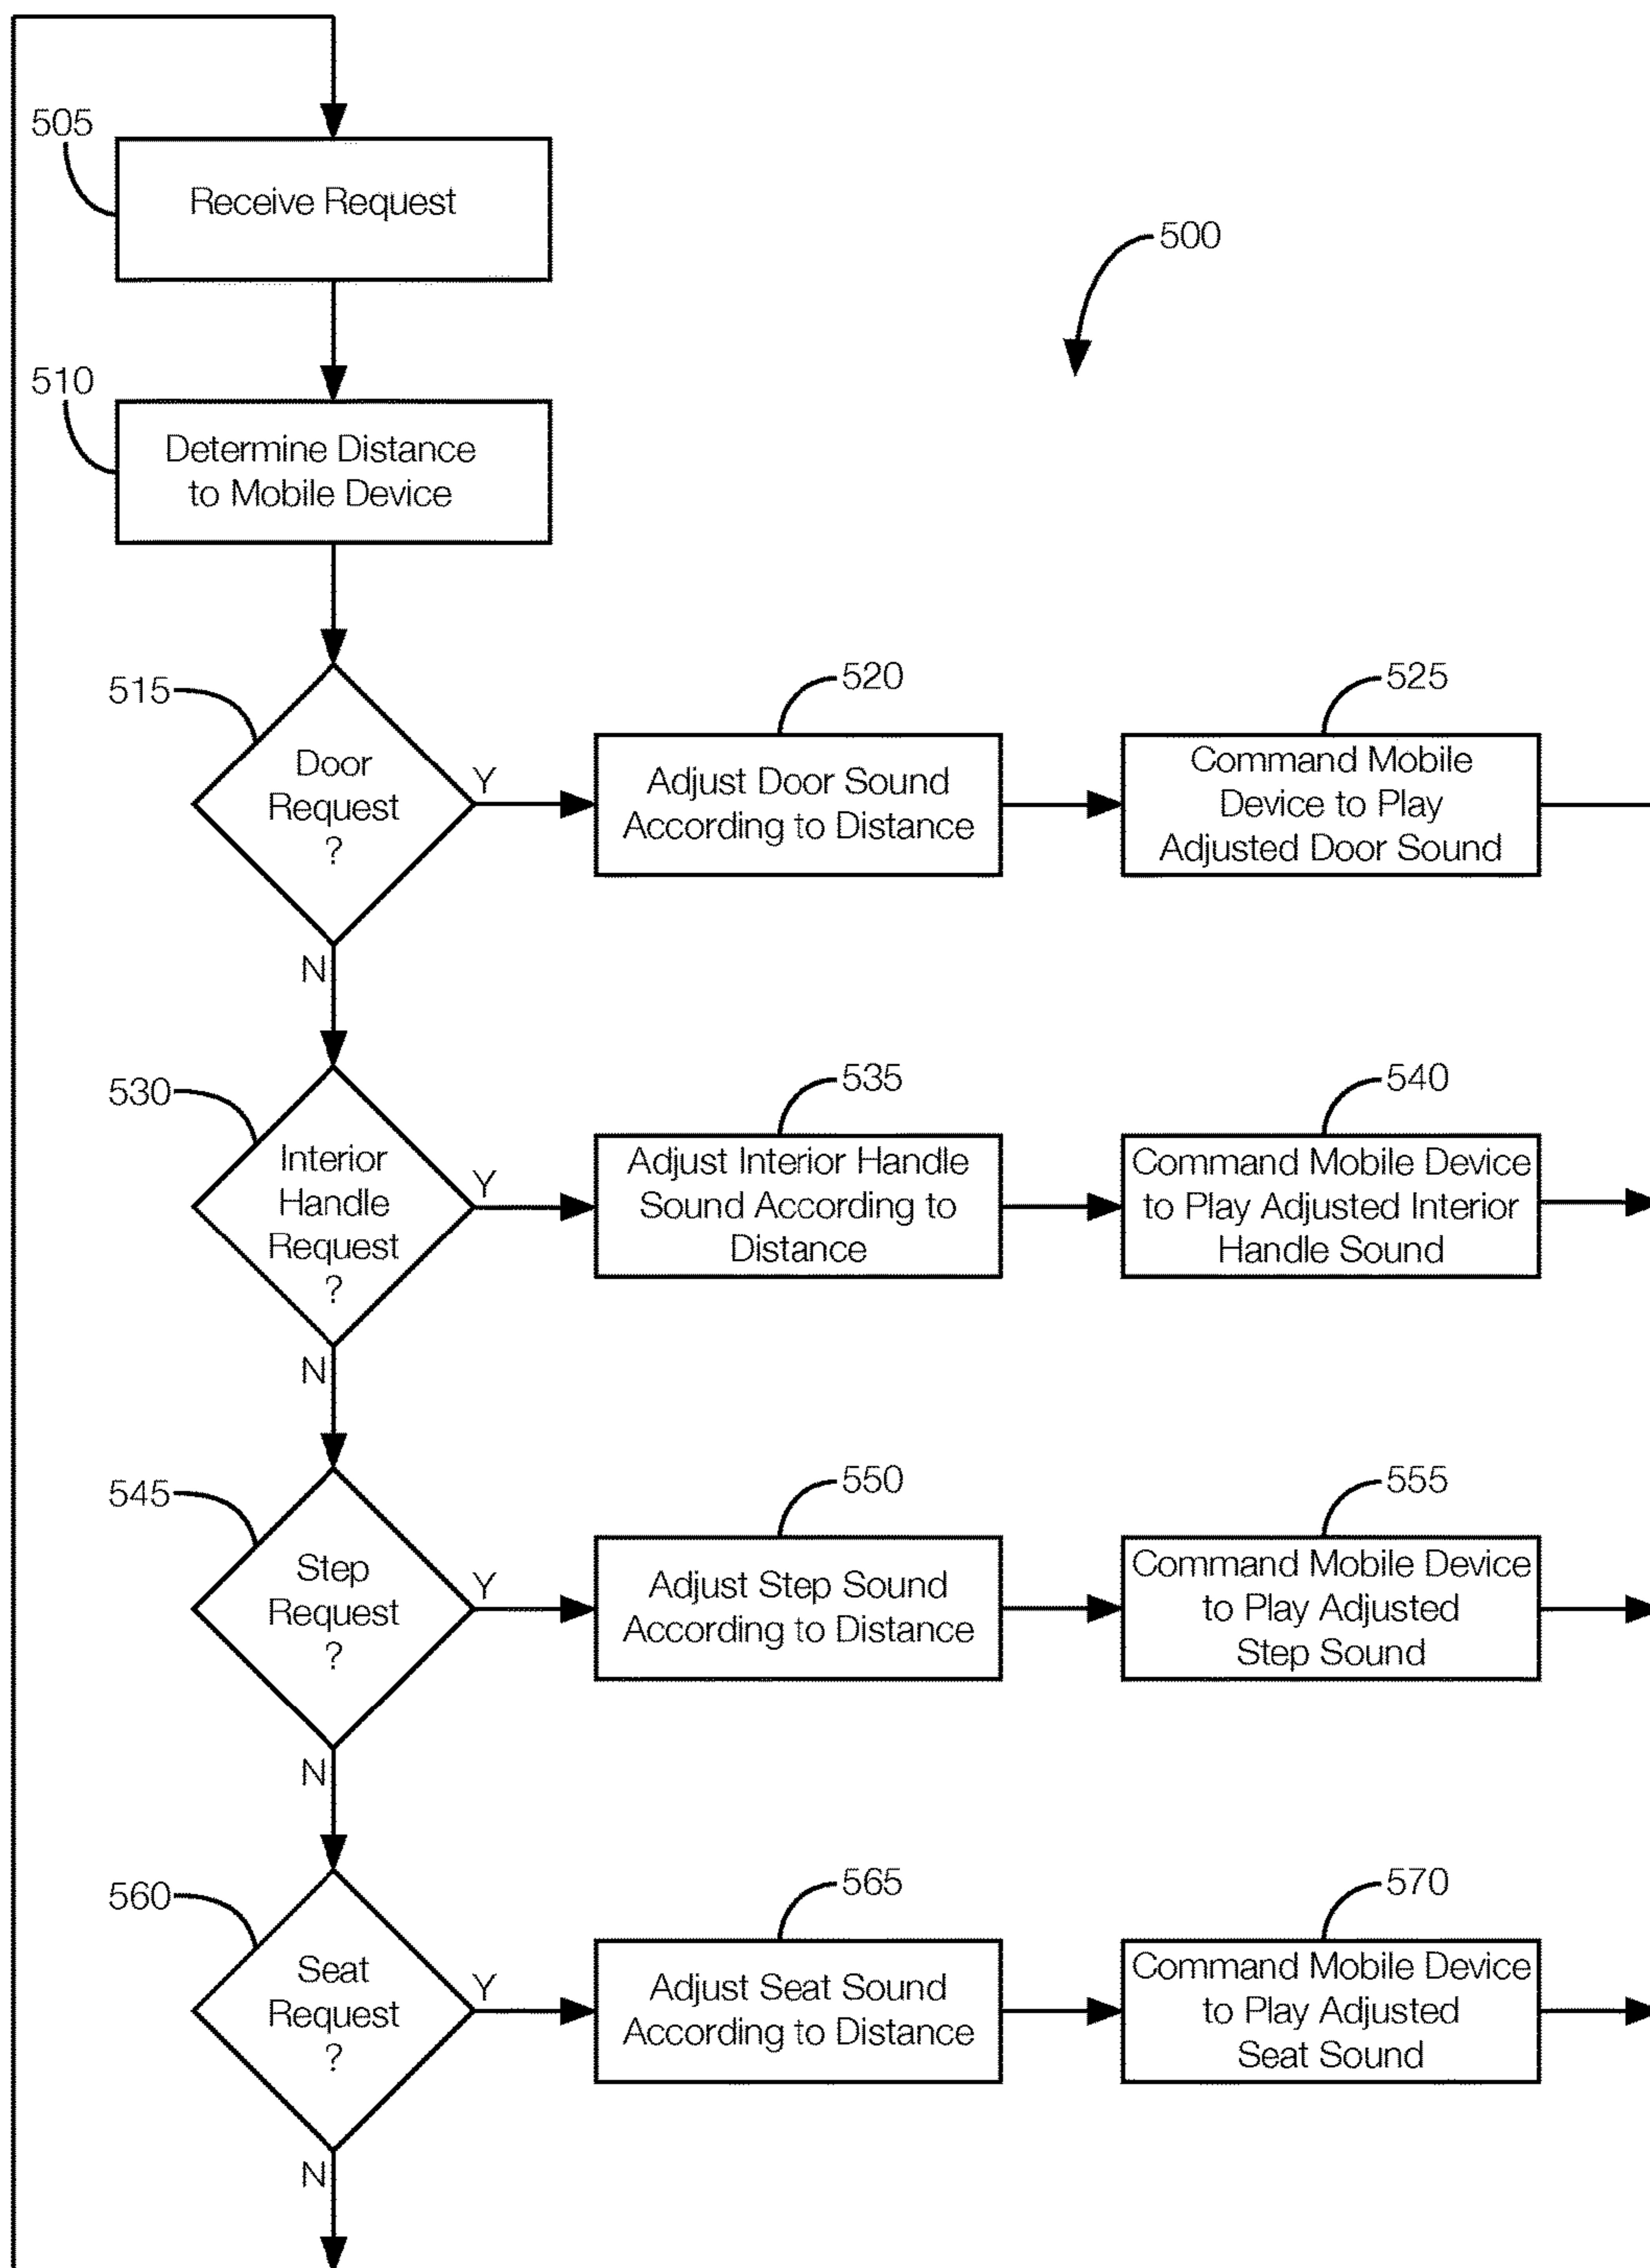 505
Receive Request
500
510
Determine Distance
to Mobile Device
515
Door
Request
?
Y
N
520
Adjust Door Sound
According to Distance
525
Command Mobile
Device to Play
Adjusted Door Sound
530
Interior
Handle
Request
?
Y
N
535
Adjust Interior Handle
Sound According to
Distance
540
Command Mobile Device
to Play Adjusted Interior
Handle Sound
545
Step
Request
?
Y
N
550
Adjust Step Sound
According to Distance
555
Command Mobile Device
to Play Adjusted
Step Sound
560
Seat
Request
?
Y
N
565
Adjust Seat Sound
According to Distance
570
Command Mobile Device
to Play Adjusted
Seat Sound